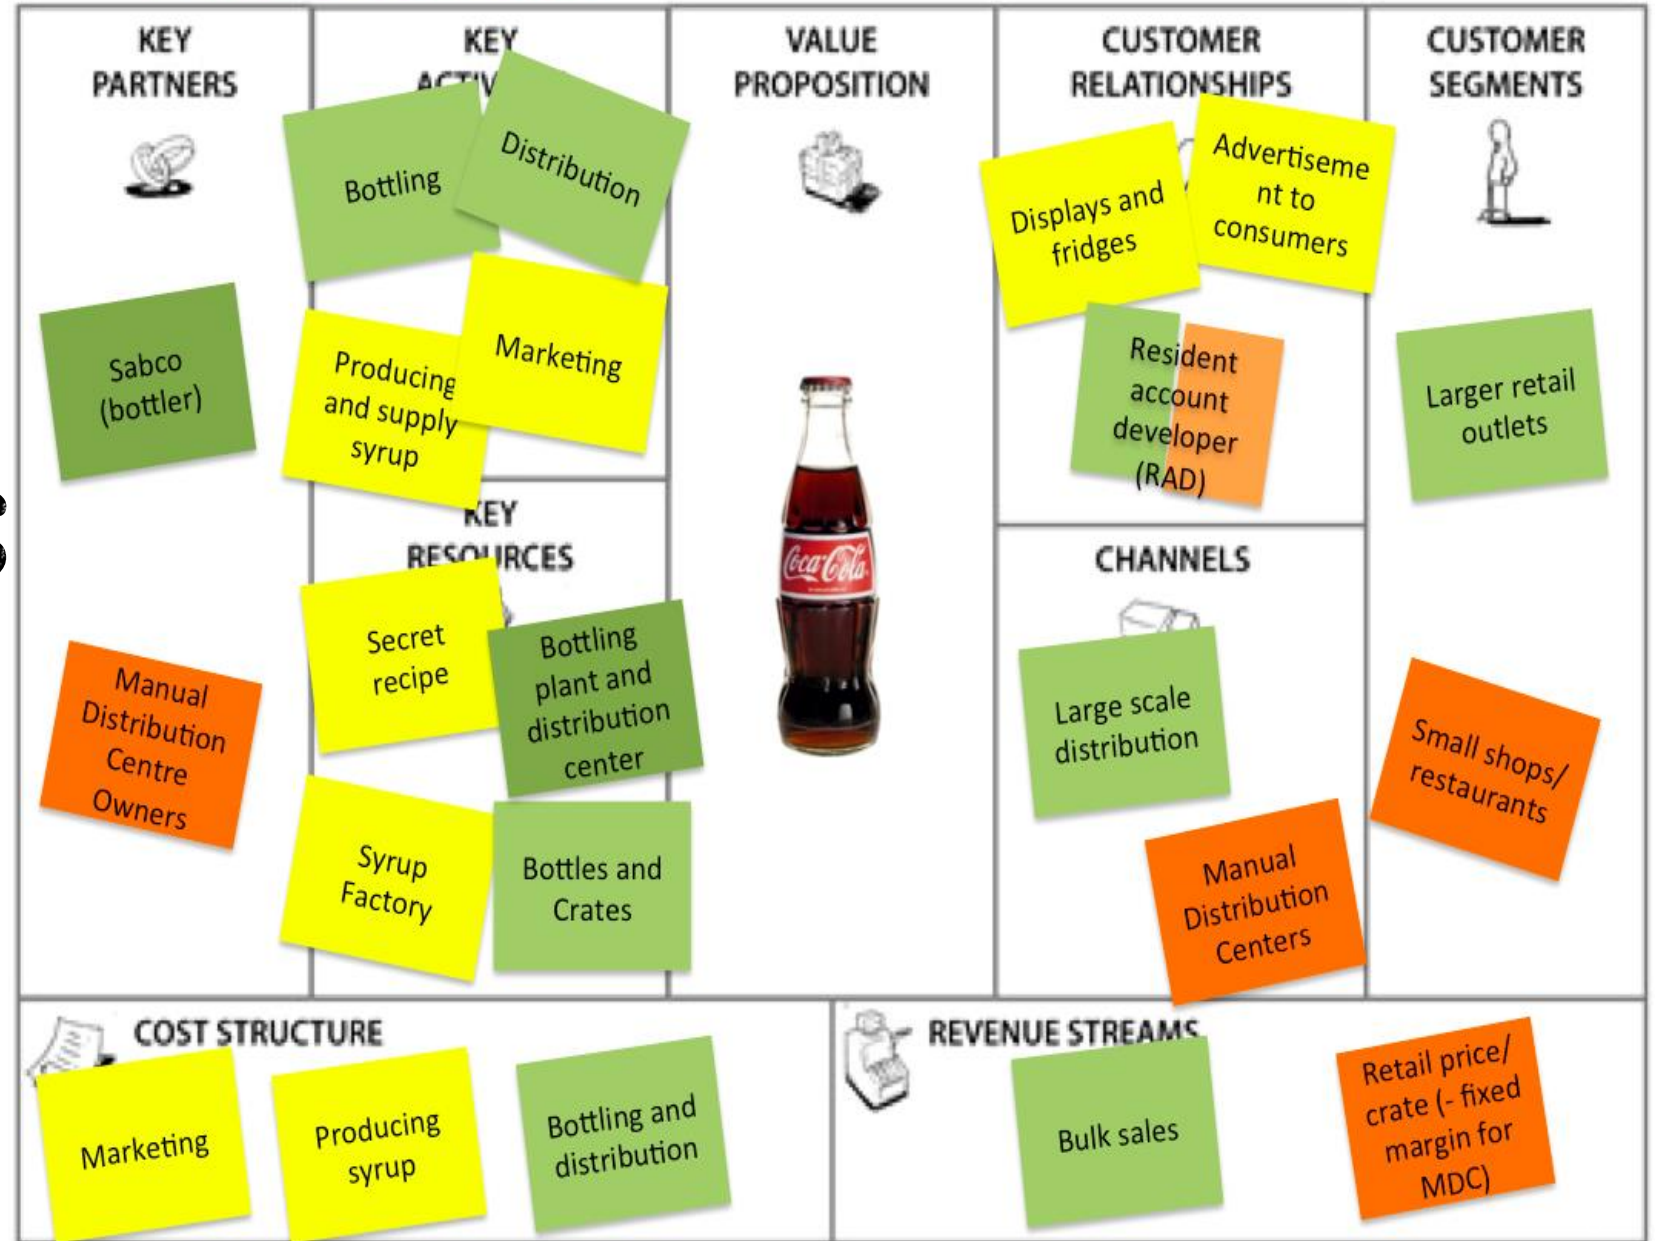 KEY
PARTNERS
Sabco
(bottler)
Manual
Distribution
Centre
Owners
KEY
ACTIV
Bottling
Distribution
Producing
and supply
syrup
Marketing
KEY
RESOURCES
Secret
recipe
Bottling
plant and
distribution
center
Syrup
Factory
Bottles and
Crates
VALUE
PROPOSITION
Coca-Cola
CUSTOMER
RELATIONSHIPS
Displays and
fridges
Advertiseme
nt to
consumers
Resident
account
developer
(RAD)
CHANNELS
Large scale
distribution
Manual
Distribution
Centers
CUSTOMER
SEGMENTS
Larger retail
outlets
Small shops/
restaurants
COST STRUCTURE
Marketing
Producing
syrup
Bottling and
distribution
REVENUE STREAMS
Bulk sales
Retail price/
crate (- fixed
margin for
MDC)